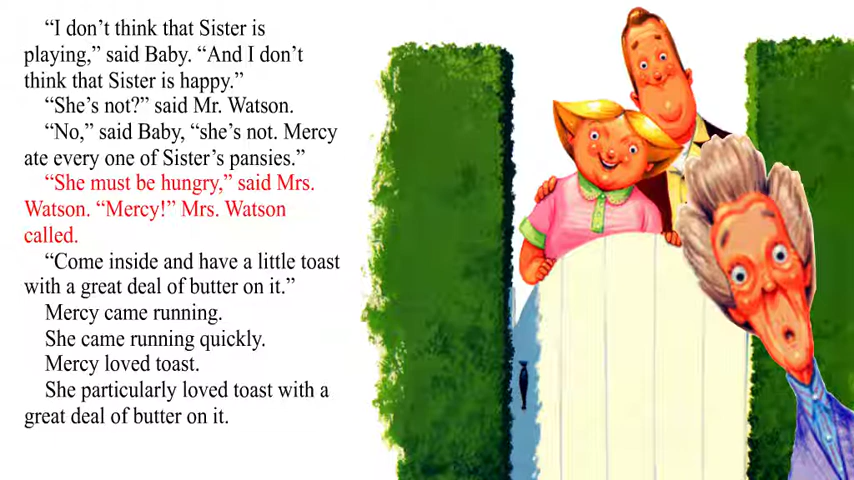 “I don’t think that Sister is
playing,” said Baby. “And I don’t
think that Sister is happy.”
“She’s not?” said Mr. Watson.
“No,” said Baby, “she’s not. Mercy
ate every one of Sister’s pansies.”
“She must be hungry,” said Mrs.
Watson. “Mercy!” Mrs. Watson
called.
“Come inside and have a little toast
with a great deal of butter on it.”
Mercy came running.
She came running quickly.
Mercy loved toast.
She particularly loved toast with a
great deal of butter on it.